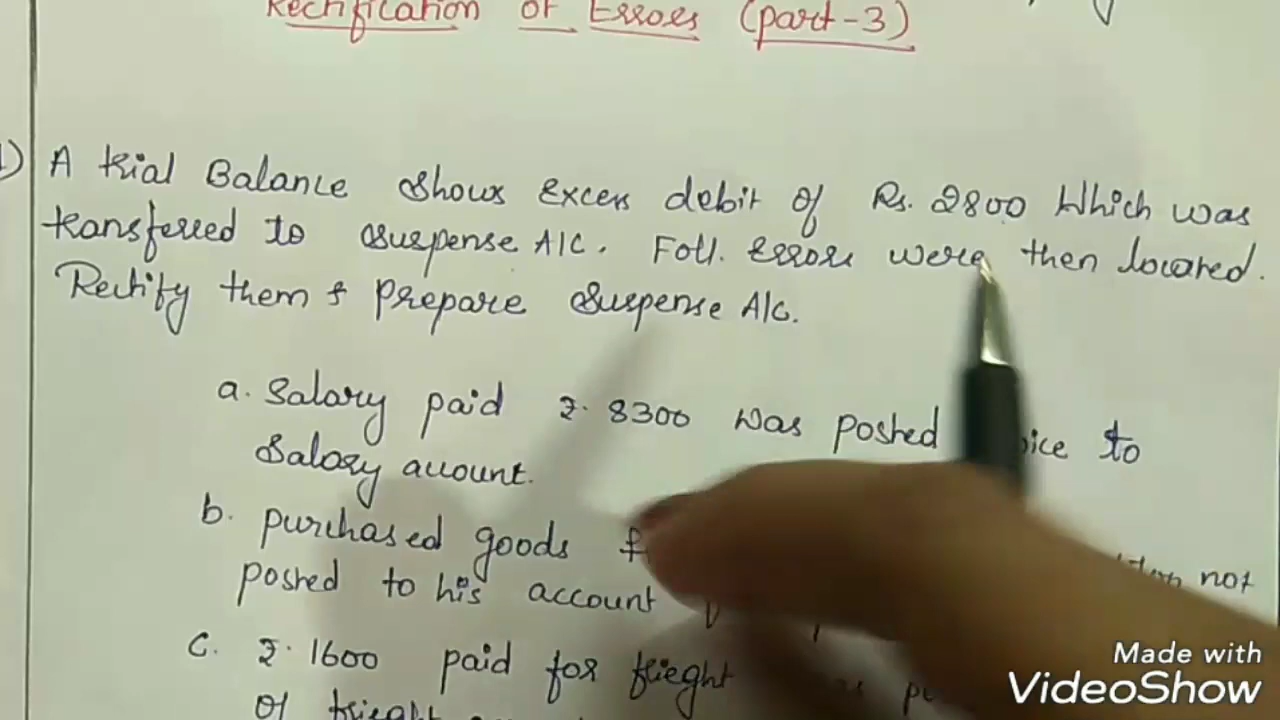 Rectification of Errors (part-3)
A trial Balance shows Excess debit of Rs. 2800 Which was
transferred to suspense A/C. Foll. Errors were then located.
Rectify them & prepare suspense A/C.
a. Salary paid ₹. 8300 was posted to
Salary account.
b. purchased goods not
posted to his account
c. ₹. 1600 paid for frieght
of frieght
Made with
VideoShow